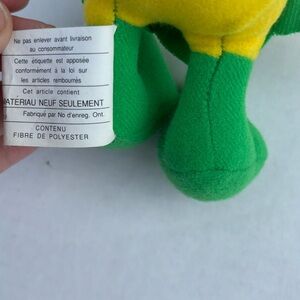 Ne pas enlever avant livraison
au consommateur
Cette étiquette est apposée
conformément à la loi sur
les articles rembourrés
Cet article contient
MATERIAU NEUF SEULEMENT
Fabriqué par No d'enreg. Ont.
CONTENU
FIBRE DE POLYESTER